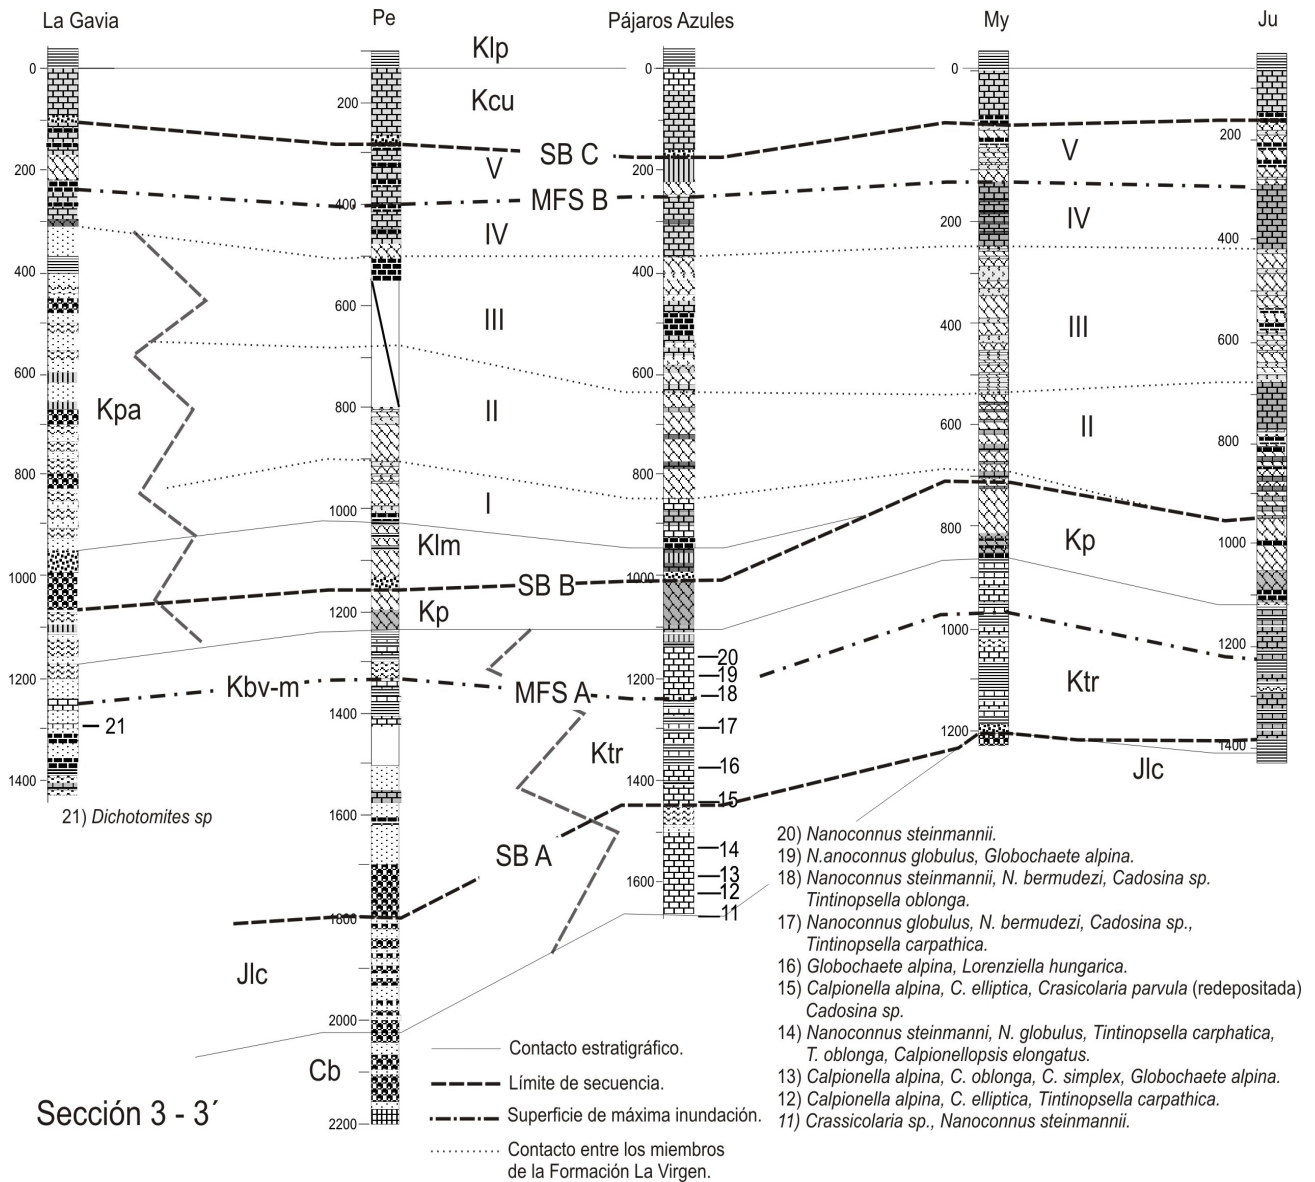 La Gavia
Pe
Pájaros Azules
My
Ju
Klp
Kcu
V
SB C
MFS B
IV
III
II
I
Kpa
Klm
SB B
Kp
Kbv-m
MFS A
Ktr
SB A
Jlc
Cb
V
IV
III
II
Kp
Ktr
Jlc
0
200
400
600
800
1000
1200
1400
21
200
400
600
800
1000
1200
1400
1600
1800
2000
2200
0
200
400
600
800
1000
1200
1400
1600
20
19
18
17
16
15
14
13
12
11
0
200
400
600
800
1000
1200
200
400
600
800
1000
1200
1400
21) Dichotomites sp
20) Nanoconnus steinmannii.
19) N.anoconnus globulus, Globochaete alpina.
18) Nanoconnus steinmannii, N. bermudezi, Cadosina sp.
Tintinopsella oblonga.
17) Nanoconnus globulus, N. bermudezi, Cadosina sp.,
Tintinopsella carpathica.
16) Globochaete alpina, Lorenziella hungarica.
15) Calpionella alpina, C. elliptica, Crasicolaria parvula (redepositada)
Cadosina sp.
14) Nanoconnus steinmanni, N. globulus, Tintinopsella carphatica,
T. oblonga, Calpionellopsis elongatus.
13) Calpionella alpina, C. oblonga, C. simplex, Globochaete alpina.
12) Calpionella alpina, C. elliptica, Tintinopsella carpathica.
11) Crassicolaria sp., Nanoconnus steinmannii.
Contacto estratigráfico.
Límite de secuencia.
Superficie de máxima inundación.
Contacto entre los miembros
de la Formación La Virgen.
Sección 3 - 3´